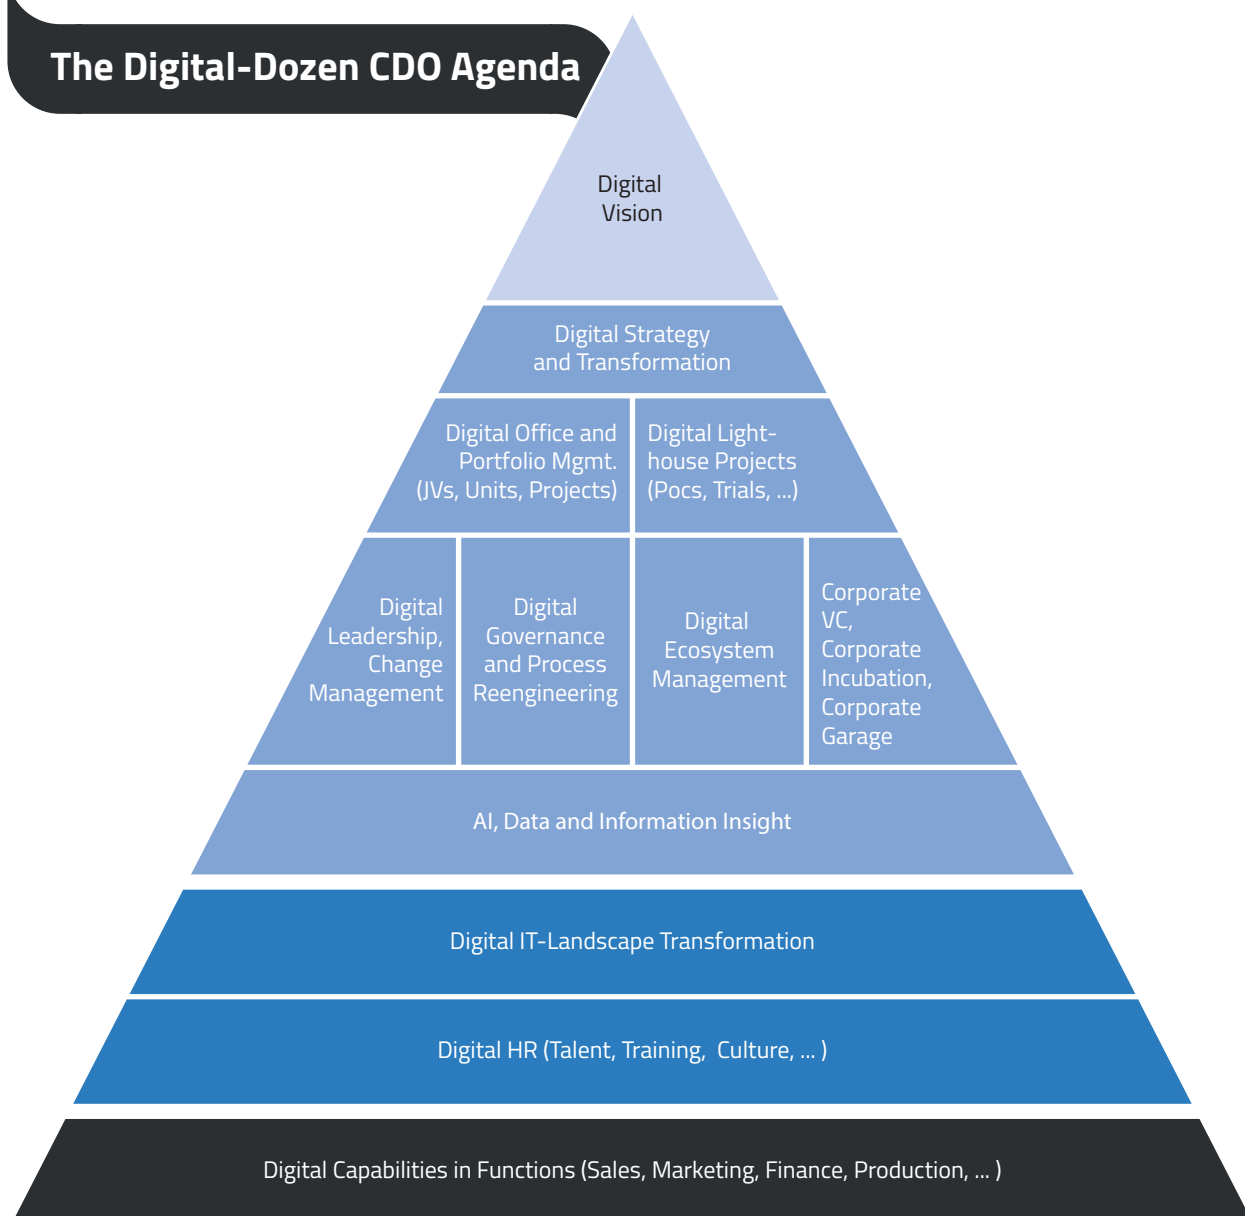 The Digital-Dozen CDO Agenda
Digital
Vision
Digital Strategy
and Transformation
Digital Office and
Portfolio Mgmt.
(JVs, Units, Projects)
Digital Light-
house Projects
(Pocs, Trials, ...)
Digital
Leadership,
Change
Management
Digital
Governance
and Process
Reengineering
Digital
Ecosystem
Management
Corporate
VC,
Corporate
Incubation,
Corporate
Garage
AI, Data and Information Insight
Digital IT-Landscape Transformation
Digital HR (Talent, Training, Culture, ... )
Digital Capabilities in Functions (Sales, Marketing, Finance, Production, ... )